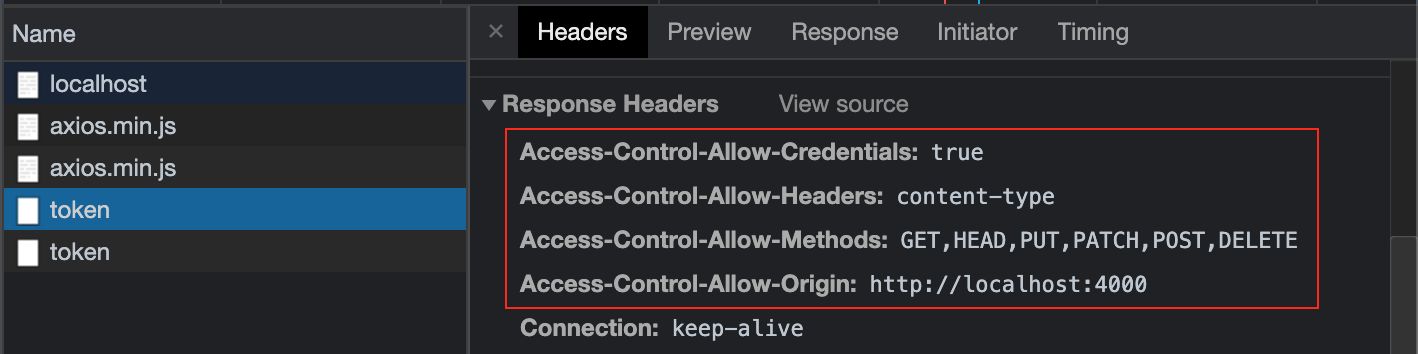 Name
localhost
axios.min.js
axios.min.js
token
token
× Headers Preview Response Initiator Timing
▼ Response Headers View source
Access-Control-Allow-Credentials: true
Access-Control-Allow-Headers: content-type
Access-Control-Allow-Methods: GET,HEAD,PUT,PATCH,POST,DELETE
Access-Control-Allow-Origin: http://localhost:4000
Connection: keep-alive